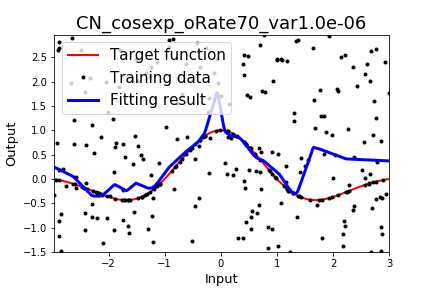 CN_cosexp_oRate70_var1.0e-06
Target function
Training data
Fitting result
2.5
2.0
1.5
1.0
0.5
0.0
−0.5
−1.0
−1.5
−2
−1
0
1
2
3
Output
Input